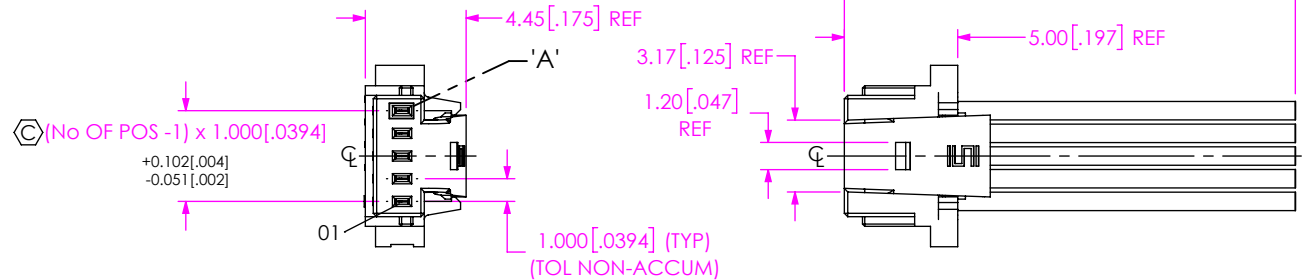 4.45[.175] REF
'A'
C (No OF POS -1) x 1.000[.0394]
+0.102[.004]
-0.051[.002]
℄
01
1.000[.0394] (TYP)
(TOL NON-ACCUM)
5.00[.197] REF
3.17[.125] REF
1.20[.047]
REF
℄